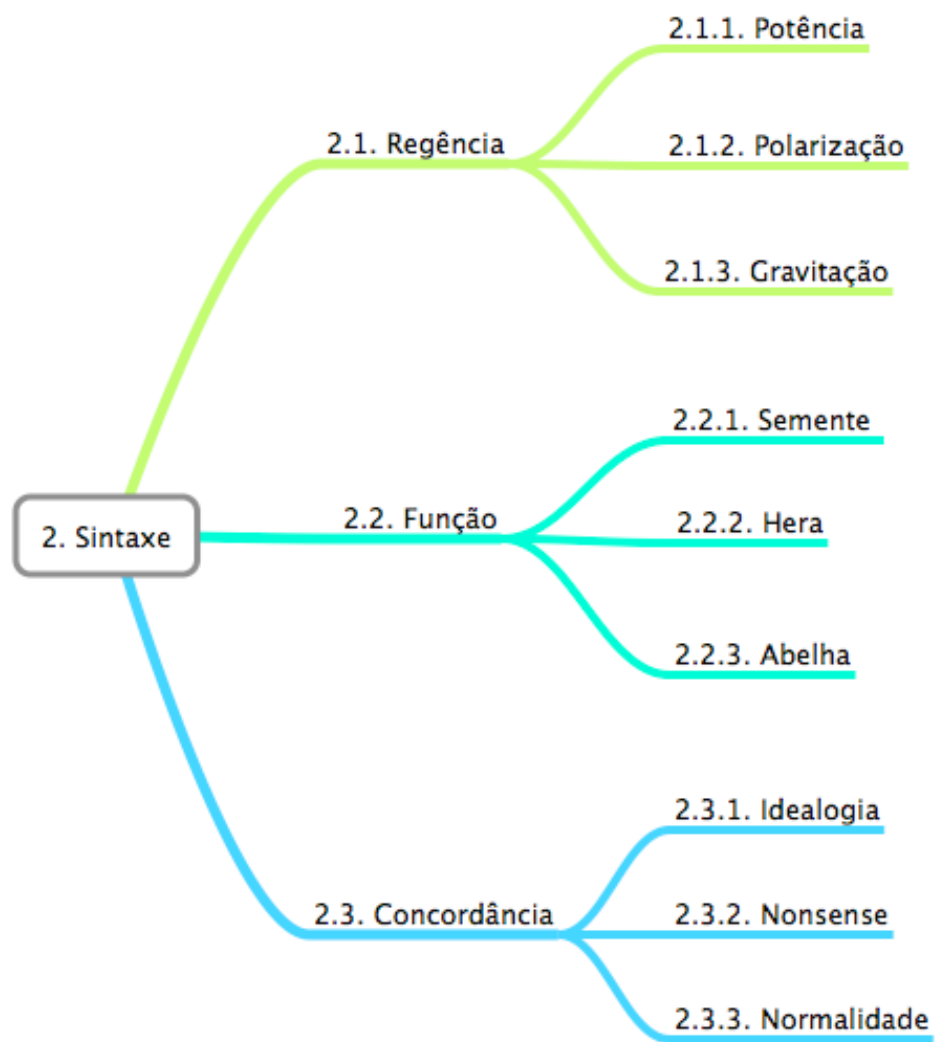 2. Sintaxe
2.1. Regência
2.1.1. Potência
2.1.2. Polarização
2.1.3. Gravitação
2.2. Função
2.2.1. Semente
2.2.2. Hera
2.2.3. Abelha
2.3. Concordância
2.3.1. Idealogia
2.3.2. Nonsense
2.3.3. Normalidade